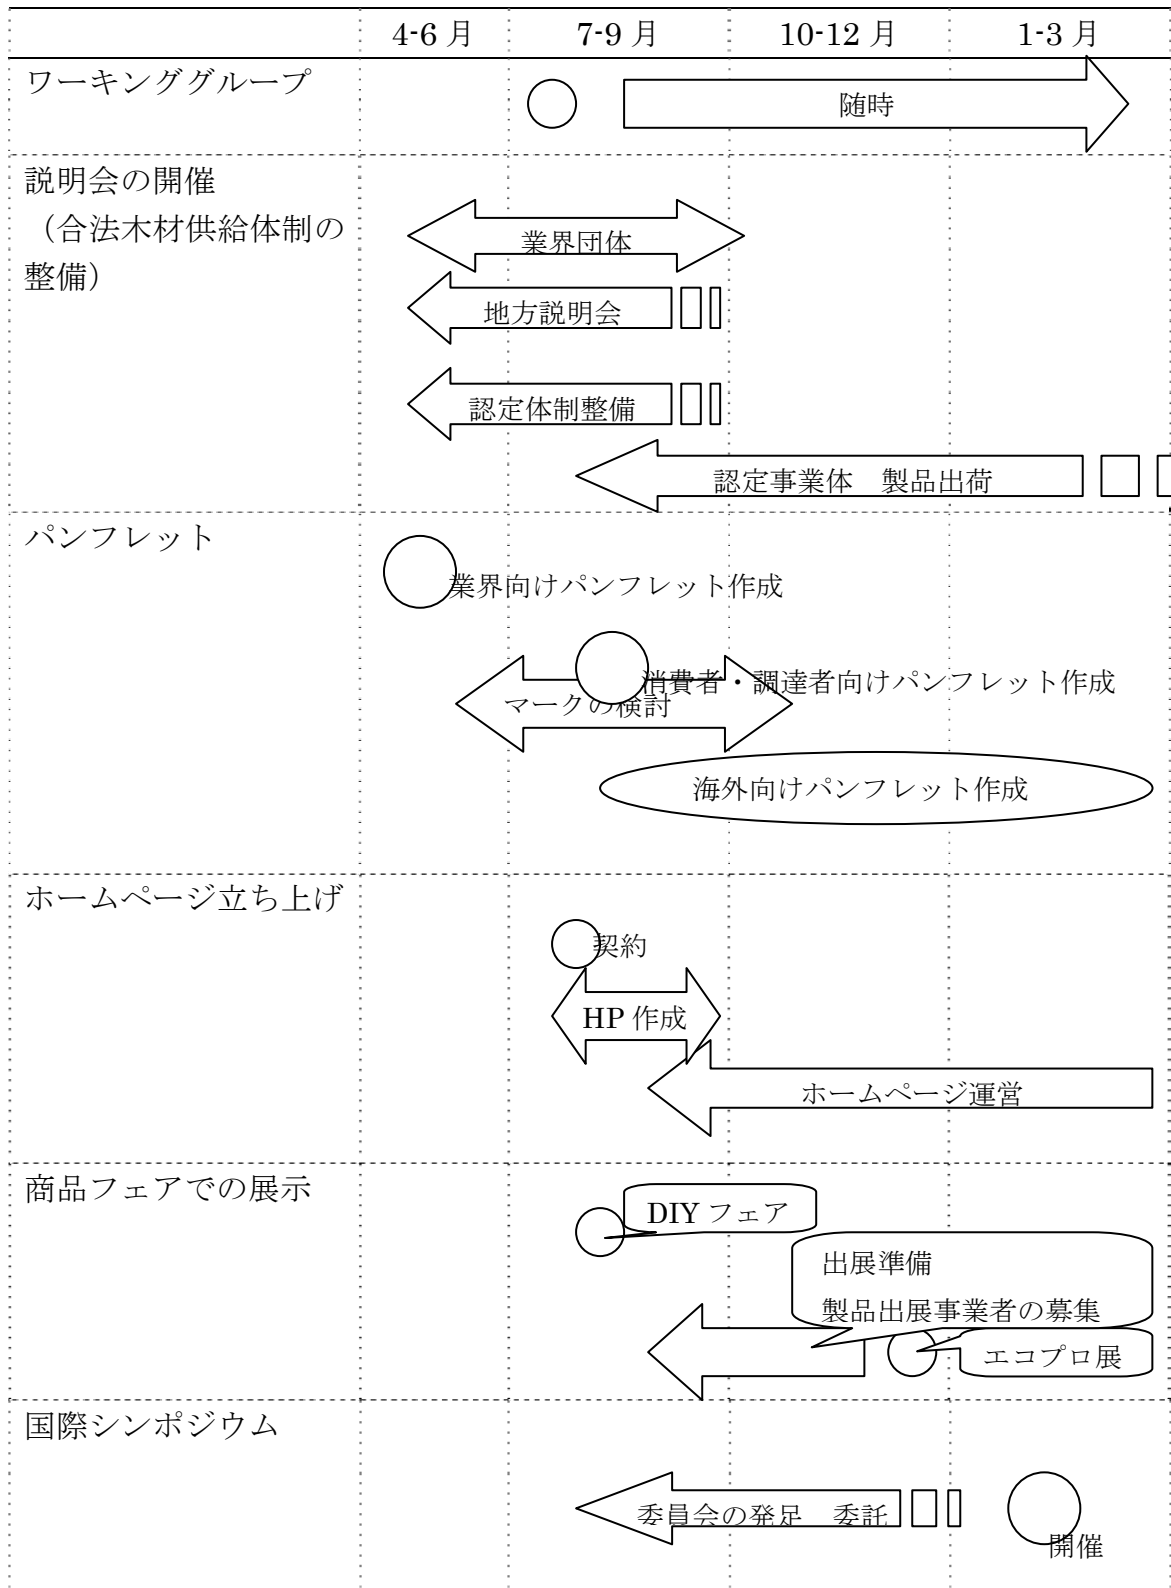 4-6 月 7-9 月 10-12 月 1-3 月
ワーキンググループ
随時
説明会の開催
（合法木材供給体制の
整備）
業界団体
地方説明会
認定体制整備
認定事業体　製品出荷
パンフレット
業界向けパンフレット作成
消費者・調達者向けパンフレット作成
マークの検討
海外向けパンフレット作成
ホームページ立ち上げ
契約
HP 作成
ホームページ運営
商品フェアでの展示
DIY フェア
出展準備
製品出展事業者の募集
エコプロ展
国際シンポジウム
委員会の発足　委託
開催